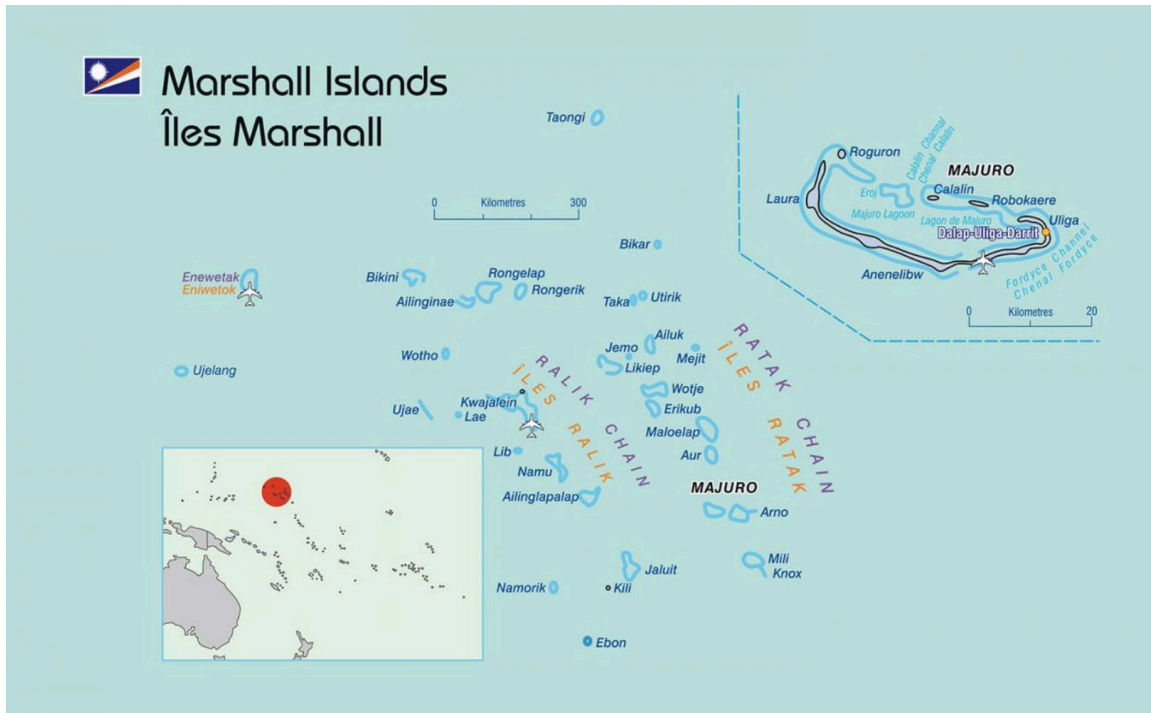 Marshall Islands
Îles Marshall
Taongi
0 Kilometres 300
Bikar
Enewetak
Eniwetok
Bikini
Ailinginae
Rongelap
Rongerik
Taka
Utirik
Ujelang
Wotho
Ailuk
Jemo
Likiep
Mejit
Ujae
Kwajalein
Lae
Wotje
Erikub
Maloelap
Lib
Aur
Namu
Ailinglapalap
MAJURO
Arno
Jaluit
Mili
Knox
Namorik
Kili
Ebon
RALIK CHAIN
ÎLES RALIK
RATAK CHAIN
ÎLES RATAK
Roguron
Calalin Channal
Chenal Calalin
MAJURO
Eroj
Calalin
Robokaere
Laura
Majuro Lagoon
Lagon de Majuro
Uliga
Dalap-Uliga-Darrit
Anenelibw
Fordyce Channel
Chenal Fordyce
0 Kilometres 20